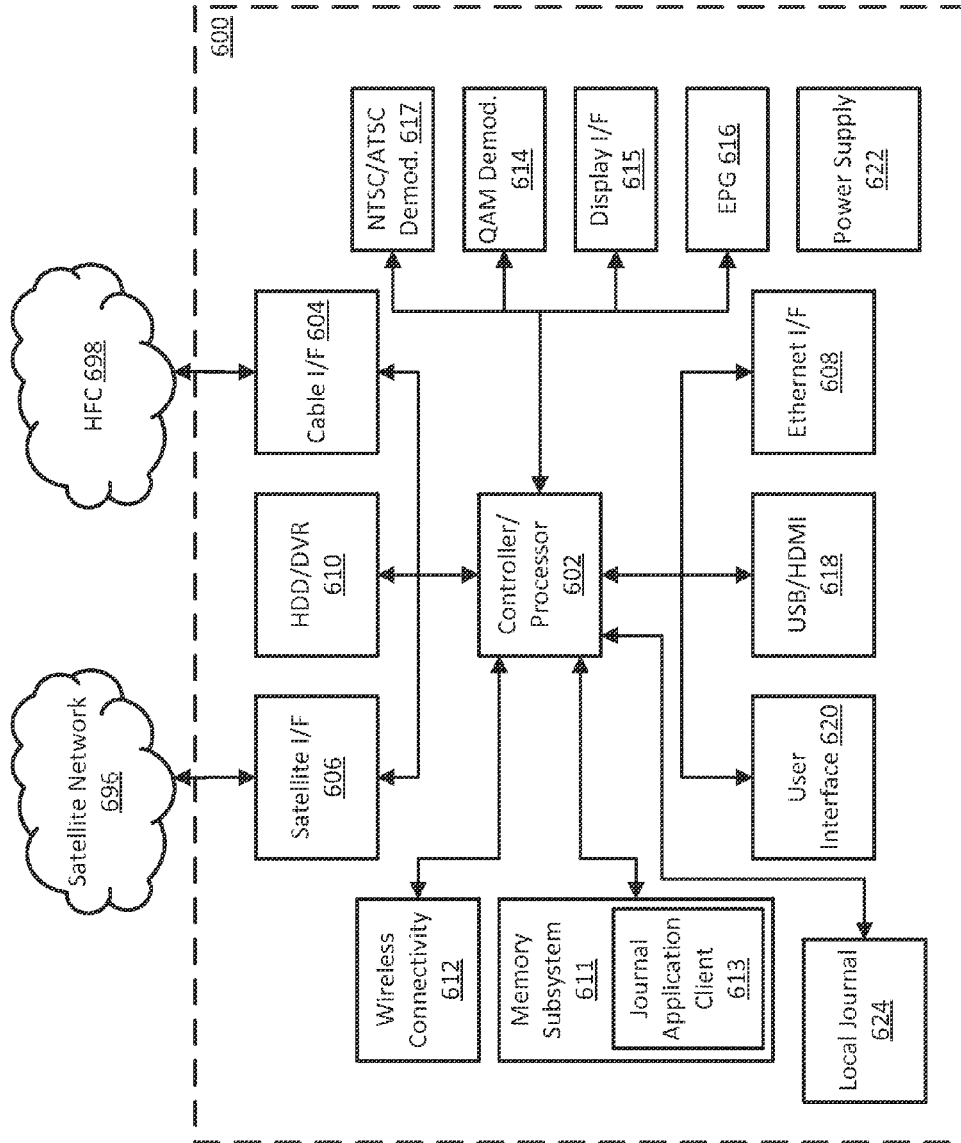 Satellite Network
696
HFC 698
600
Satellite I/F
606
HDD/DVR
610
Cable I/F 604
Wireless
Connectivity
612
NTSC/ATSC
Demod. 617
QAM Demod.
614
Memory
Subsystem
611
Journal
Application
Client
613
Controller/
Processor
602
Display I/F
615
EPG 616
Local Journal
624
User
Interface 620
USB/HDMI
618
Ethernet I/F
608
Power Supply
622